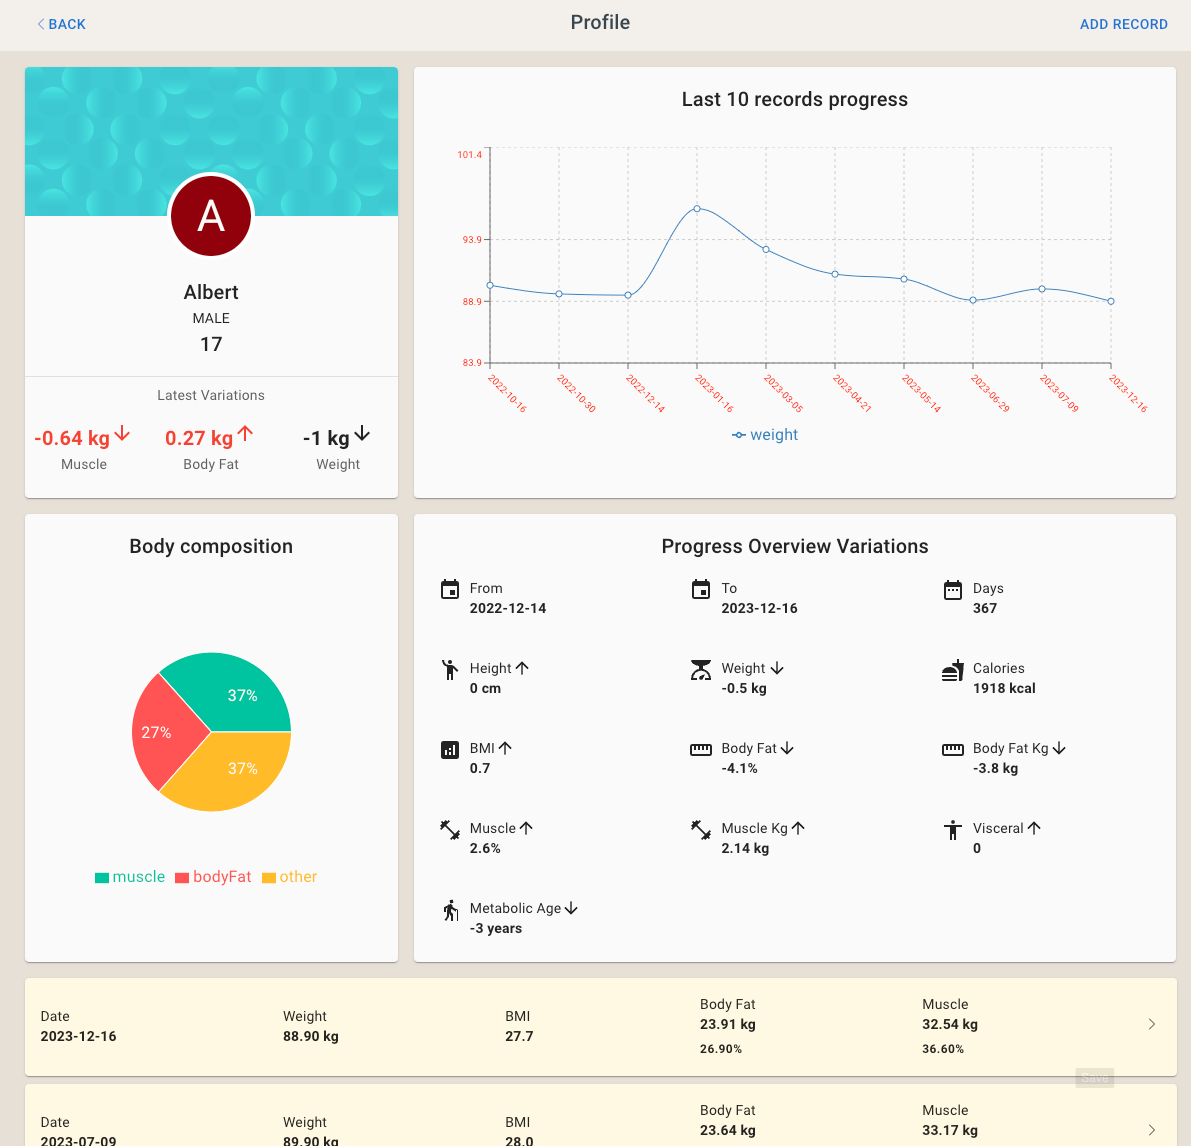 BACK
Profile
ADD RECORD
A
Albert
MALE
17
Latest Variations
-0.64 kg
Muscle
0.27 kg
Body Fat
-1 kg
Weight
Last 10 records progress
101.4
93.9
88.9
83.9
2022-10-16
2022-10-30
2022-12-14
2023-01-16
2023-03-05
2023-04-21
2023-05-14
2023-06-29
2023-07-09
2023-12-16
weight
Body composition
37%
27%
37%
muscle
bodyFat
other
Progress Overview Variations
From
2022-12-14
To
2023-12-16
Days
367
Height
0 cm
Weight
-0.5 kg
Calories
1918 kcal
BMI
0.7
Body Fat
-4.1%
Body Fat Kg
-3.8 kg
Muscle
2.6%
Muscle Kg
2.14 kg
Visceral
0
Metabolic Age
-3 years
Date
2023-12-16
Weight
88.90 kg
BMI
27.7
Body Fat
23.91 kg
26.90%
Muscle
32.54 kg
36.60%
Save
Date
2023-07-09
Weight
89.90 kg
BMI
28.0
Body Fat
23.64 kg
Muscle
33.17 kg